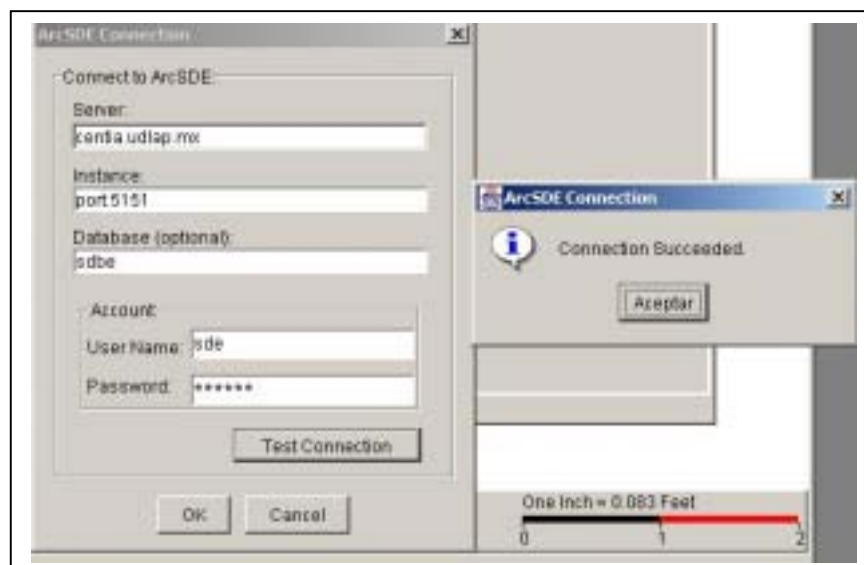 ArcSDE Connection
Connect to ArcSDE:
Server:
centia.udlap.mx
Instance:
port:5151
Database (optional):
sdbe
Account:
User Name:
sde
Password:
******
Test Connection
OK
Cancel
ArcSDE Connection
Connection Succeeded.
Aceptar
One Inch = 0.083 Feet
0 1 2